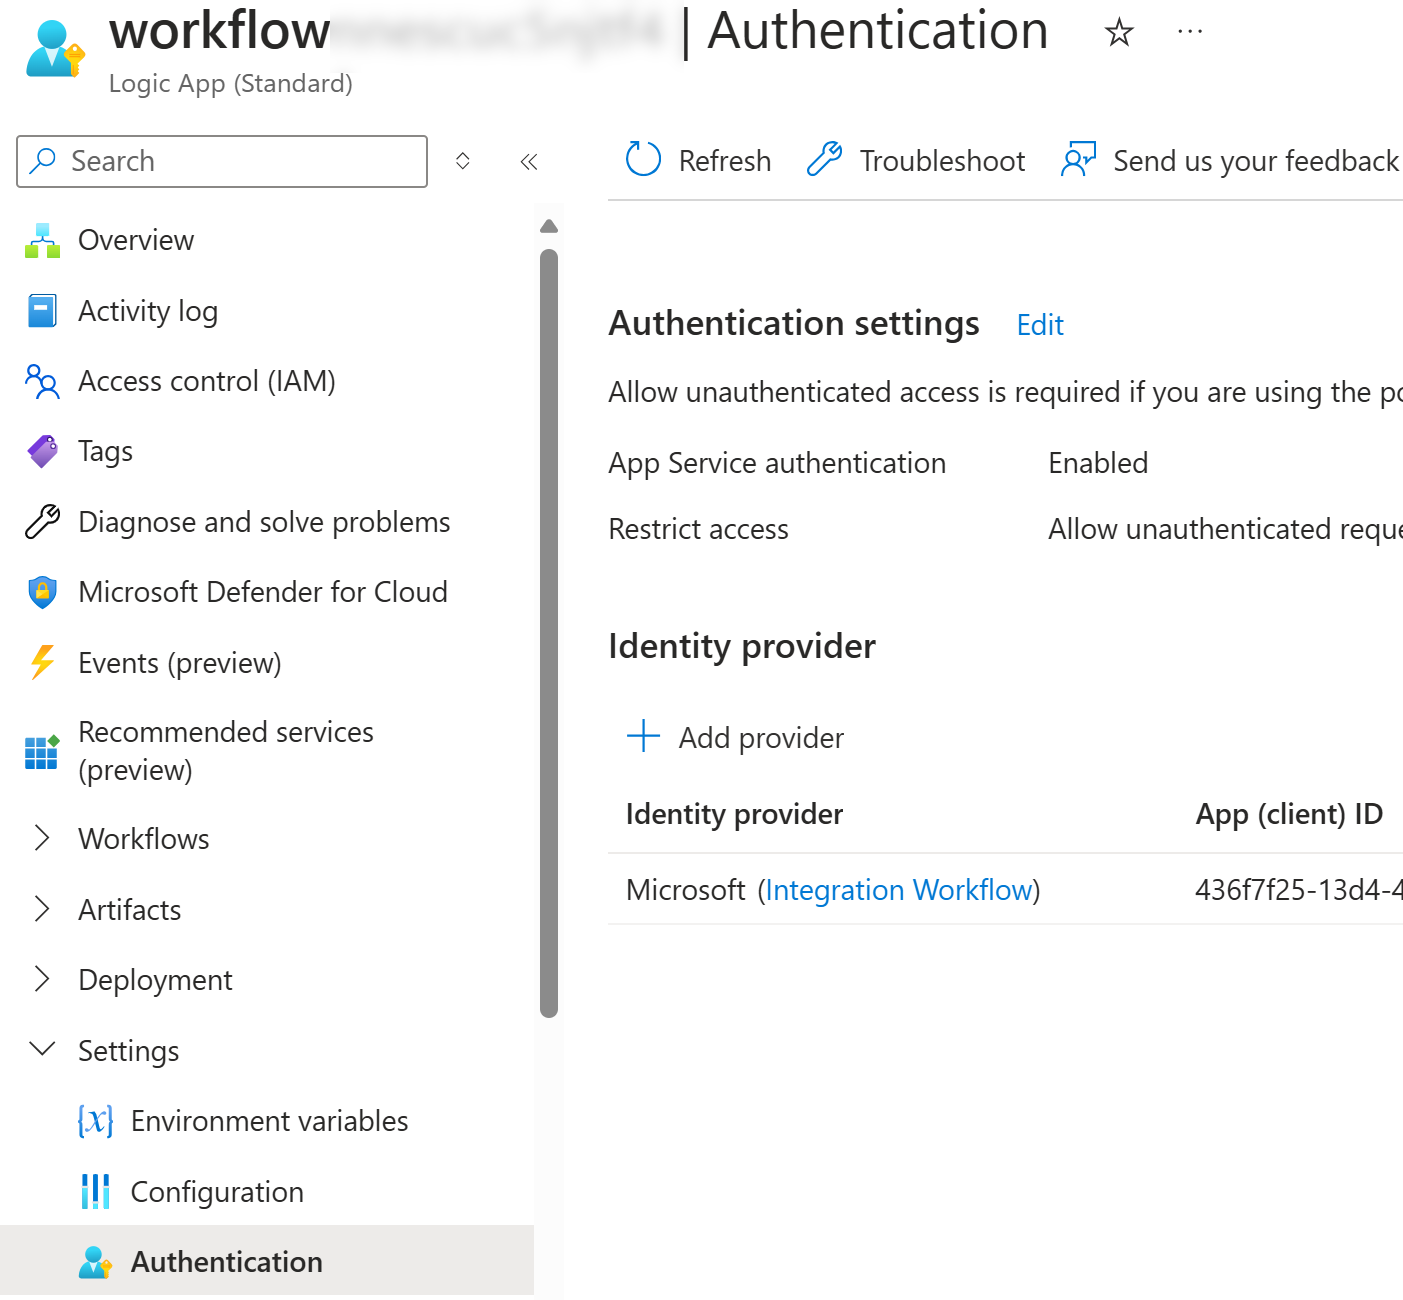 workflow | Authentication
Logic App (Standard)
Search
Refresh Troubleshoot Send us your feedback
Overview
Activity log
Access control (IAM)
Tags
Diagnose and solve problems
Microsoft Defender for Cloud
Events (preview)
Recommended services
(preview)
Workflows
Artifacts
Deployment
Settings
Environment variables
Configuration
Authentication
Authentication settings Edit
Allow unauthenticated access is required if you are using the
App Service authentication Enabled
Restrict access Allow unauthenticated
Identity provider
Add provider
Identity provider App (client) ID
Microsoft (Integration Workflow) 436f7f25-13d4-4